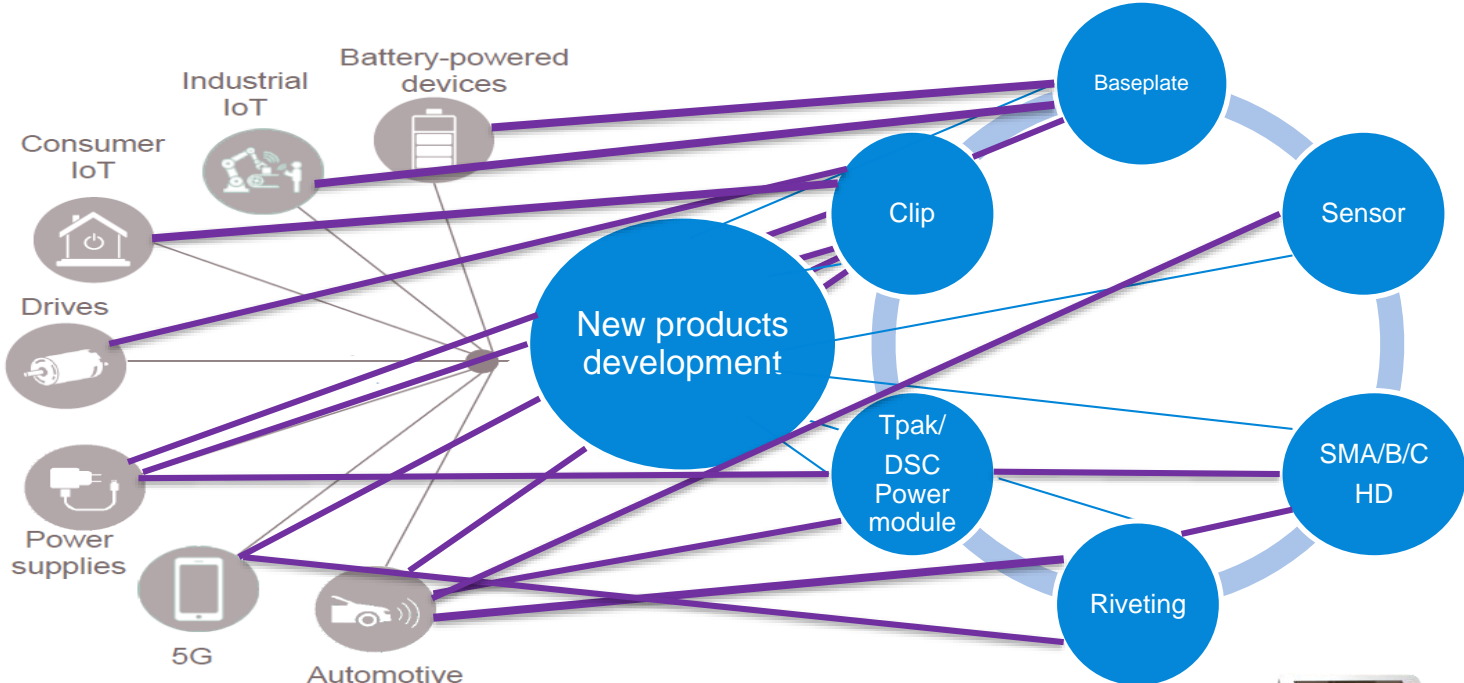 Battery-powered
devices
Industrial
IoT
Consumer
IoT
Drives
Power
supplies
5G
Automotive
New products
development
Baseplate
Clip
Sensor
Tpak/
DSC
Power
module
SMA/B/C
HD
Riveting